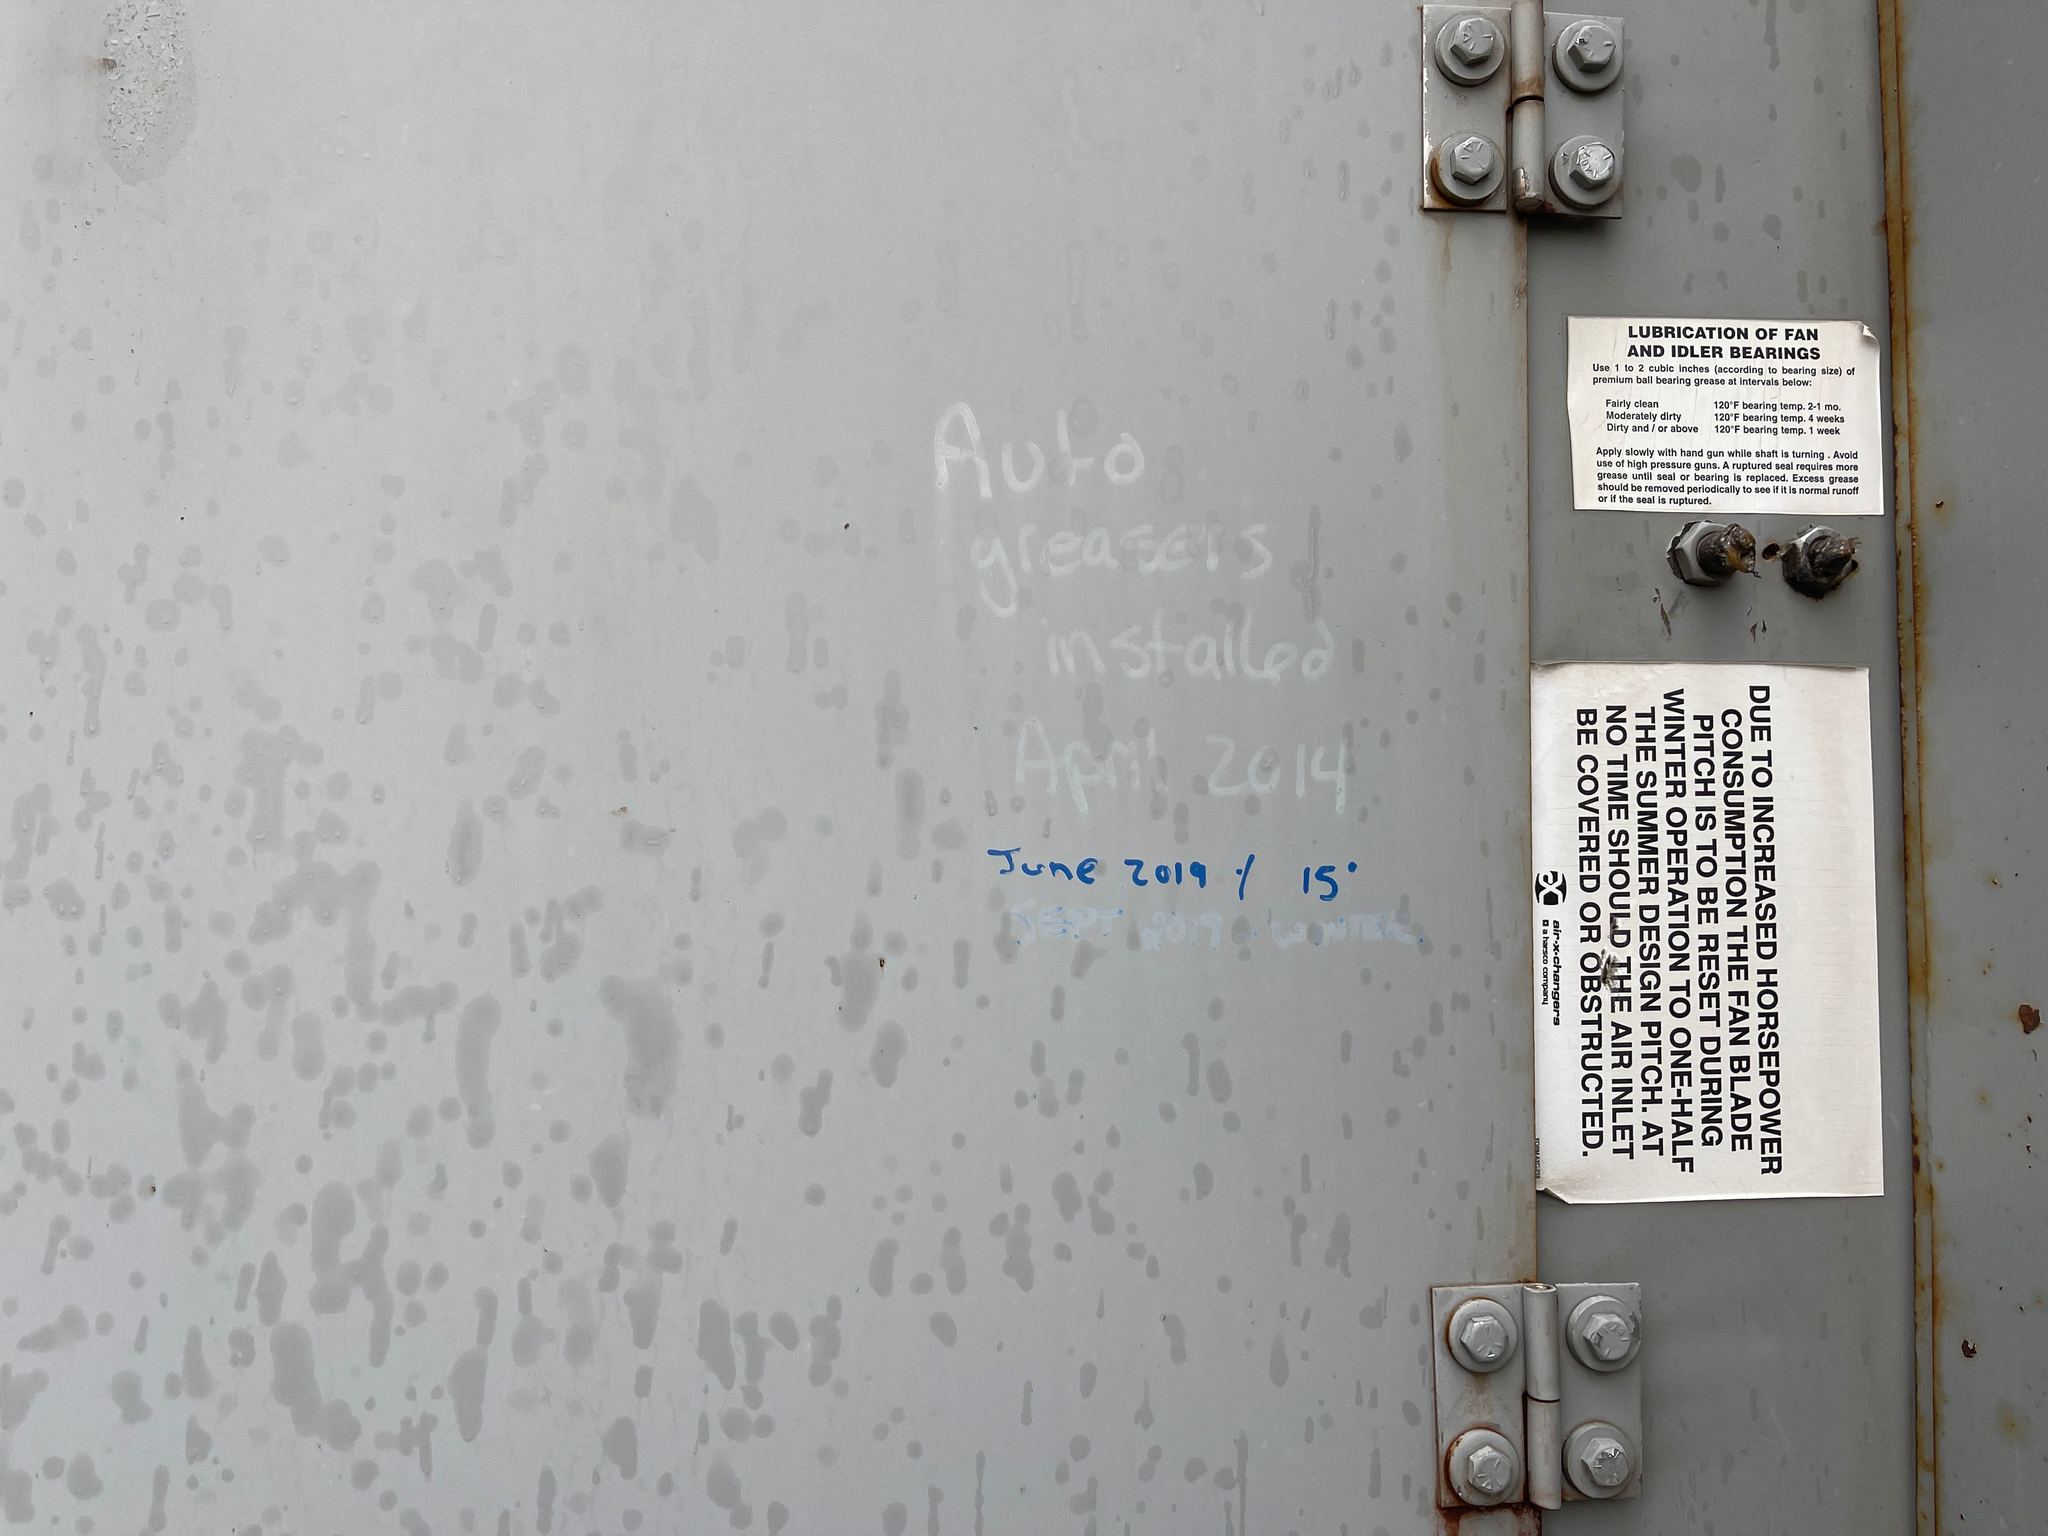 Auto
greasers
installed
April 2014
June 2019 / 15°
SEPT 2019 - WINTER
LUBRICATION OF FAN
AND IDLER BEARINGS
Use 1 to 2 cubic inches (according to bearing size) of
premium ball bearing grease at intervals below:
Fairly clean 120°F bearing temp. 2-1 mo.
Moderately dirty 120°F bearing temp. 4 weeks
Dirty and / or above 120°F bearing temp. 1 week
Apply slowly with hand gun while shaft is turning . Avoid
use of high pressure guns. A ruptured seal requires more
grease until seal or bearing is replaced. Excess grease
should be removed periodically to see if it is normal runoff
or if the seal is ruptured.
DUE TO INCREASED HORSEPOWER
CONSUMPTION THE FAN BLADE
PITCH IS TO BE RESET DURING
WINTER OPERATION TO ONE-HALF
THE SUMMER DESIGN PITCH. AT
NO TIME SHOULD THE AIR INLET
BE COVERED OR OBSTRUCTED.
air-x-changers
a harsco company